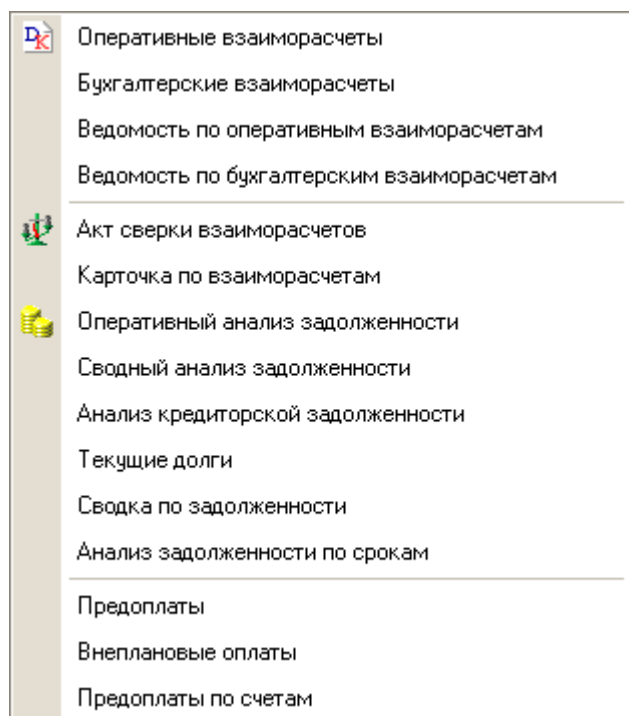 Оперативные взаиморасчеты
Бухгалтерские взаиморасчеты
Ведомость по оперативным взаиморасчетам
Ведомость по бухгалтерским взаиморасчетам
Акт сверки взаиморасчетов
Карточка по взаиморасчетам
Оперативный анализ задолженности
Сводный анализ задолженности
Анализ кредиторской задолженности
Текущие долги
Сводка по задолженности
Анализ задолженности по срокам
Предоплаты
Внеплановые оплаты
Предоплаты по счетам